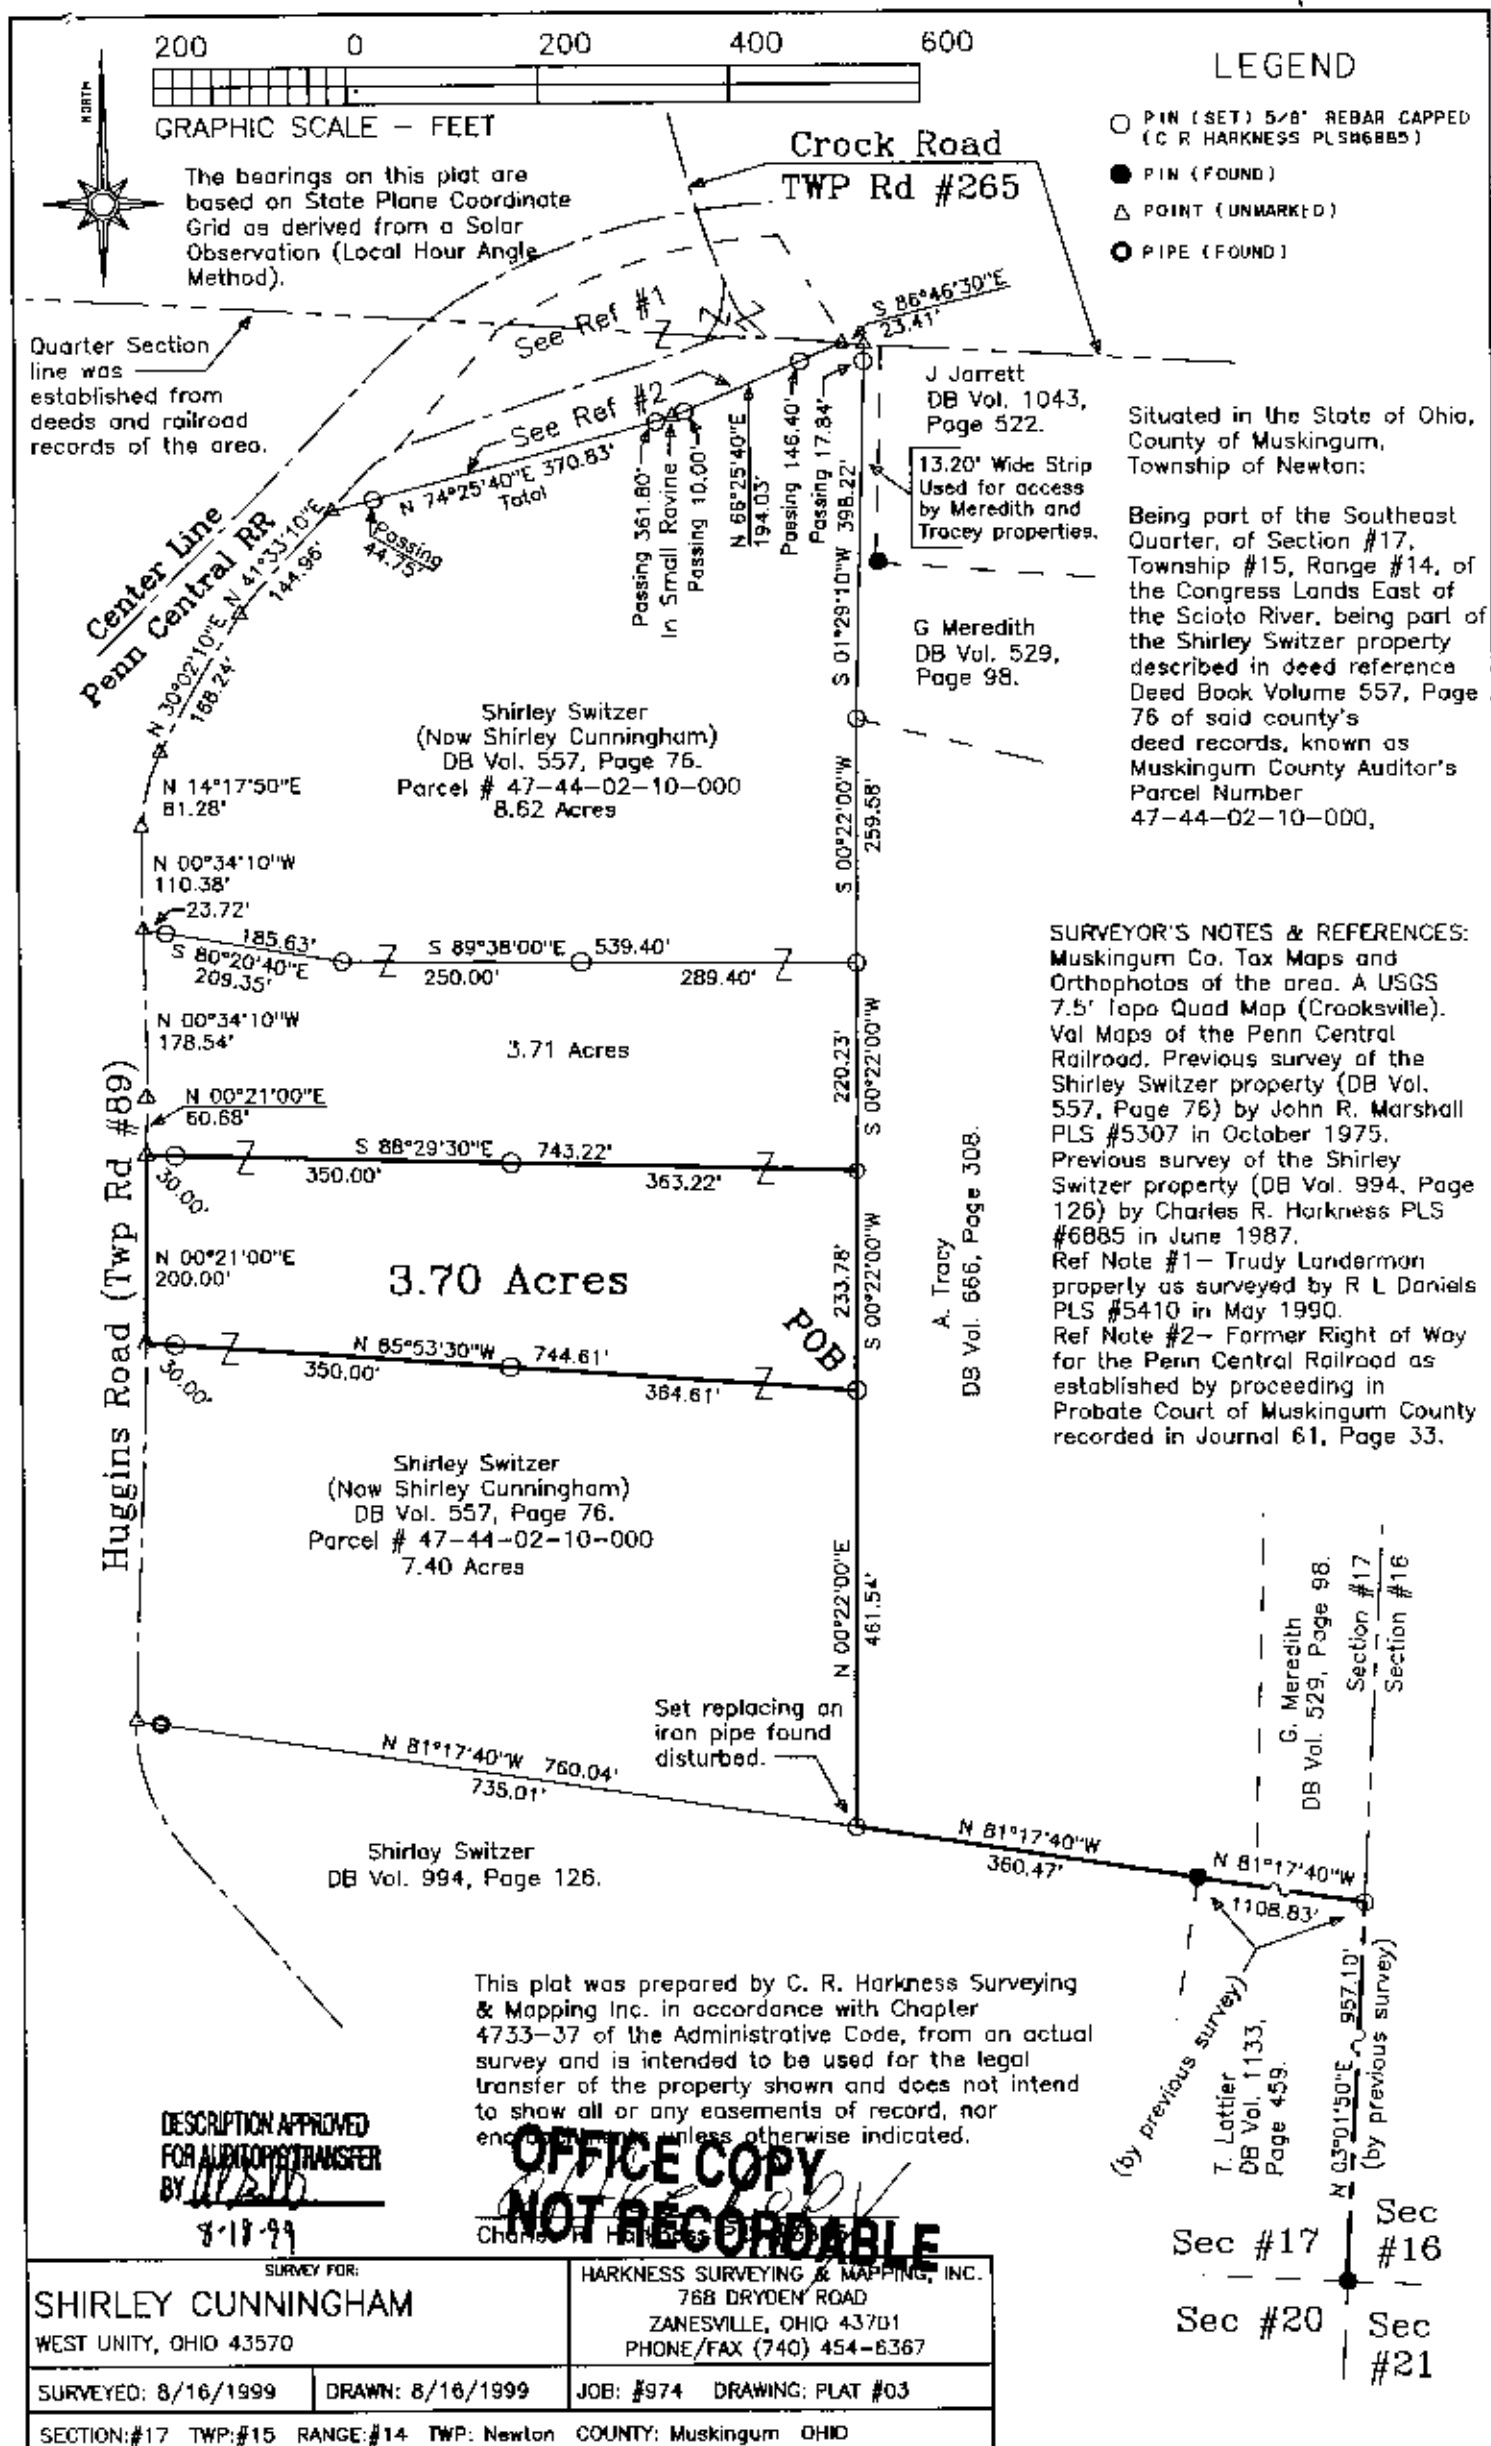 200 0 200 400 600
GRAPHIC SCALE - FEET
NORTH
The bearings on this plat are
based on State Plane Coordinate
Grid as derived from a Solar
Observation (Local Hour Angle
Method).
LEGEND
PIN (SET) 5/8" REBAR CAPPED
(C R HARKNESS PLS#6885)
PIN (FOUND)
POINT (UNMARKED)
PIPE (FOUND)
Crock Road
TWP Rd #265
Quarter Section
line was
established from
deeds and railroad
records of the area.
See Ref #1
See Ref #2
S 86°46'30"E
23.41'
N 74°25'40"E 370.83'
Total
Passing
44.75'
Passing 361.80'
In Small Ravine
Passing 10.00'
N 66°25'40"E
194.03'
Passing 146.40'
Passing 17.84'
S 01°29'10"W 398.22'
J Jarrett
DB Vol. 1043,
Page 522.
13.20' Wide Strip
Used for access
by Meredith and
Tracey properties.
G Meredith
DB Vol. 529,
Page 98.
Center Line
Penn Central RR
N 41°33'10"E
144.96'
N 30°02'10"E
168.24'
N 14°17'50"E
81.28'
N 00°34'10"W
110.38'
23.72'
185.63'
S 80°20'40"E
209.35'
S 89°38'00"E 539.40'
250.00' 289.40'
Shirley Switzer
(Now Shirley Cunningham)
DB Vol. 557, Page 76.
Parcel # 47-44-02-10-000
8.62 Acres
S 00°22'00"W
259.58'
Situated in the State of Ohio,
County of Muskingum,
Township of Newton:
Being part of the Southeast
Quarter, of Section #17,
Township #15, Range #14, of
the Congress Lands East of
the Scioto River, being part of
the Shirley Switzer property
described in deed reference
Deed Book Volume 557, Page
76 of said county's
deed records, known as
Muskingum County Auditor's
Parcel Number
47-44-02-10-000,
N 00°34'10"W
178.54'
3.71 Acres
220.23'
S 00°22'00"W
N 00°21'00"E
60.68'
S 88°29'30"E 743.22'
30.00' 350.00' 363.22'
Huggins Road (Twp Rd #89)
N 00°21'00"E
200.00'
3.70 Acres
POB
233.78'
S 00°22'00"W
N 85°53'30"W 744.61'
30.00' 350.00' 364.61'
A. Tracy
DB Vol. 666, Page 308.
SURVEYOR'S NOTES & REFERENCES:
Muskingum Co. Tax Maps and
Orthophotos of the area. A USGS
7.5' Topo Quad Map (Crooksville).
Val Maps of the Penn Central
Railroad. Previous survey of the
Shirley Switzer property (DB Vol.
557, Page 76) by John R. Marshall
PLS #5307 in October 1975.
Previous survey of the Shirley
Switzer property (DB Vol. 994, Page
126) by Charles R. Harkness PLS
#6885 in June 1987.
Ref Note #1- Trudy Landerman
property as surveyed by R L Daniels
PLS #5410 in May 1990.
Ref Note #2- Former Right of Way
for the Penn Central Railroad as
established by proceeding in
Probate Court of Muskingum County
recorded in Journal 61, Page 33.
Shirley Switzer
(Now Shirley Cunningham)
DB Vol. 557, Page 76.
Parcel # 47-44-02-10-000
7.40 Acres
N 00°22'00"E
461.54'
Set replacing an
iron pipe found
disturbed.
N 81°17'40"W 760.04'
735.01'
Shirley Switzer
DB Vol. 994, Page 126.
N 81°17'40"W
360.47'
N 81°17'40"W
1108.83'
(by previous survey)
G. Meredith
DB Vol. 529, Page 98.
Section #17
Section #16
T. Lattier
DB Vol. 1133,
Page 459.
N 03°01'50"E 957.10'
(by previous survey)
Sec #17
Sec
#16
Sec #20
Sec
#21
This plat was prepared by C. R. Harkness Surveying
& Mapping Inc. in accordance with Chapter
4733-37 of the Administrative Code, from an actual
survey and is intended to be used for the legal
transfer of the property shown and does not intend
to show all or any easements of record, nor
unless otherwise indicated.
OFFICE COPY
NOT RECORDABLE
DESCRIPTION APPROVED
FOR AUDITOR'S TRANSFER
BY
8-18-99
SURVEY FOR:
SHIRLEY CUNNINGHAM
WEST UNITY, OHIO 43570
HARKNESS SURVEYING & MAPPING, INC.
768 DRYDEN ROAD
ZANESVILLE, OHIO 43701
PHONE/FAX (740) 454-6367
SURVEYED: 8/16/1999 DRAWN: 8/16/1999 JOB: #974 DRAWING: PLAT #03
SECTION:#17 TWP:#15 RANGE:#14 TWP: Newton COUNTY: Muskingum OHIO